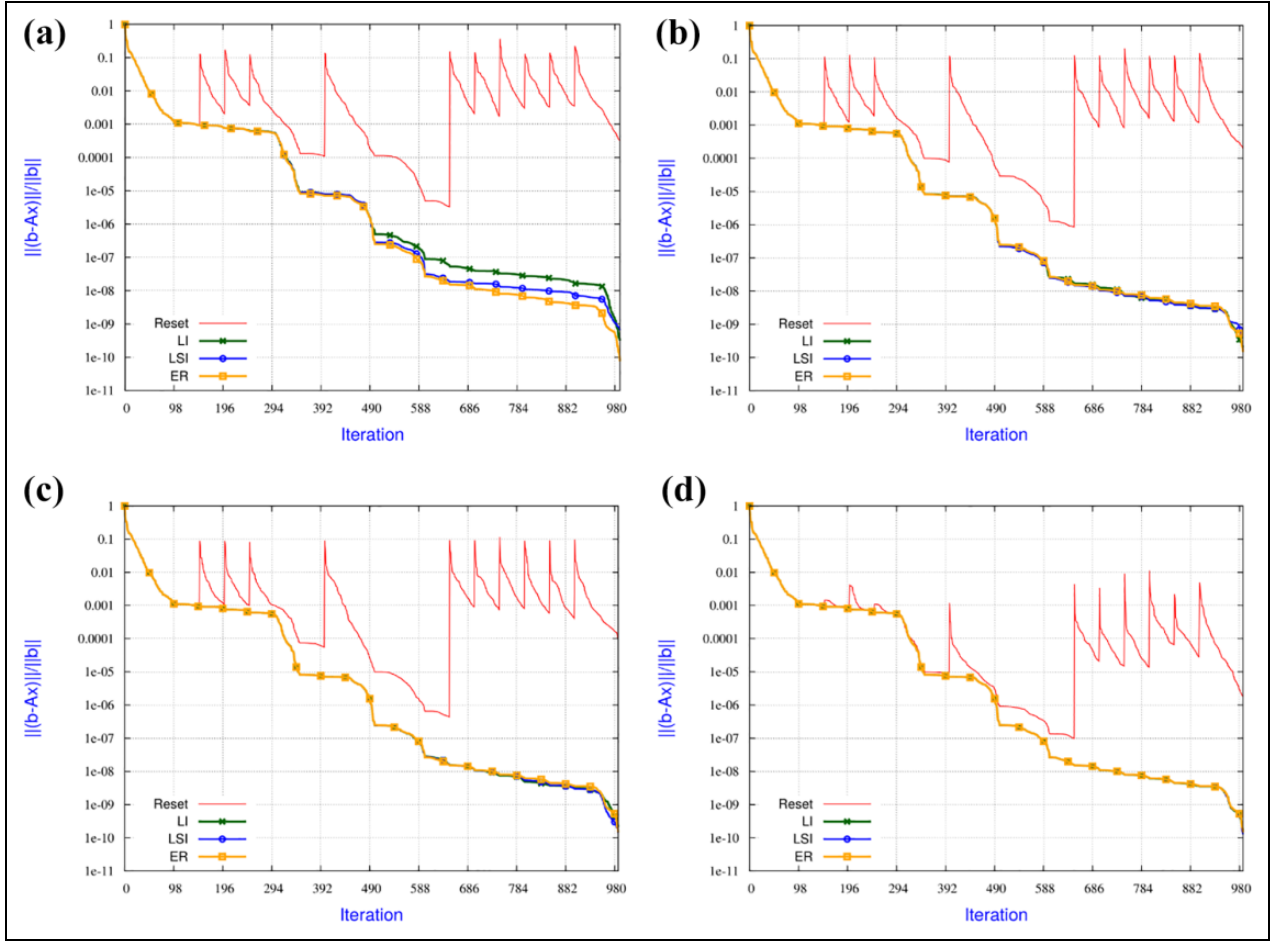 (a)
1
0.1
0.01
0.001
0.0001
1e-05
1e-06
1e-07
1e-08
1e-09
1e-10
1e-11
||(b-Ax)||/||b||
Reset
LI
LSI
ER
0 98 196 294 392 490 588 686 784 882 980
Iteration
(b)
1
0.1
0.01
0.001
0.0001
1e-05
1e-06
1e-07
1e-08
1e-09
1e-10
1e-11
||(b-Ax)||/||b||
Reset
LI
LSI
ER
0 98 196 294 392 490 588 686 784 882 980
Iteration
(c)
1
0.1
0.01
0.001
0.0001
1e-05
1e-06
1e-07
1e-08
1e-09
1e-10
1e-11
||(b-Ax)||/||b||
Reset
LI
LSI
ER
0 98 196 294 392 490 588 686 784 882 980
Iteration
(d)
1
0.1
0.01
0.001
0.0001
1e-05
1e-06
1e-07
1e-08
1e-09
1e-10
1e-11
||(b-Ax)||/||b||
Reset
LI
LSI
ER
0 98 196 294 392 490 588 686 784 882 980
Iteration